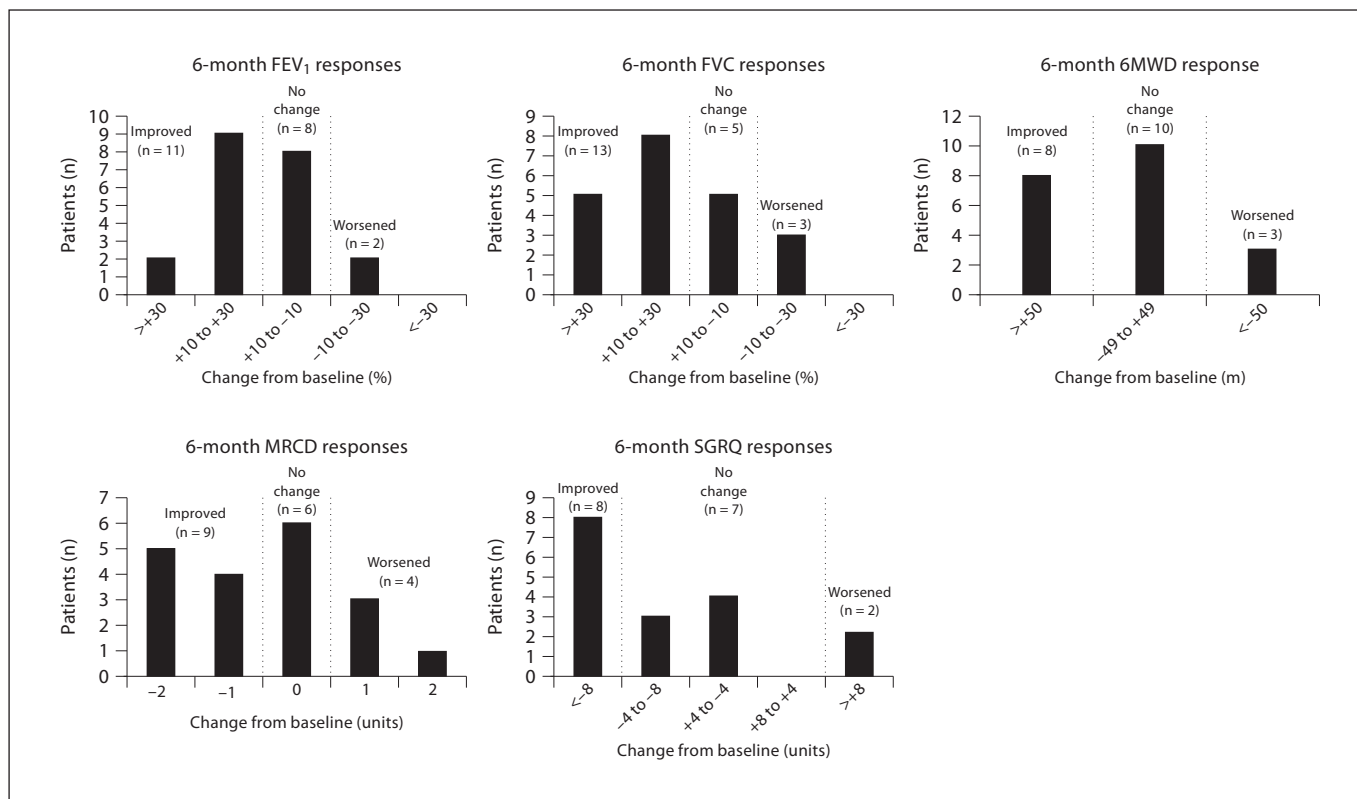 6-month FEV1 responses
Patients (n)
10
9
8
7
6
5
4
3
2
1
0
Improved
(n = 11)
No
change
(n = 8)
Worsened
(n = 2)
>+30
+10 to +30
+10 to –10
–10 to –30
<–30
Change from baseline (%)
6-month FVC responses
Patients (n)
9
8
7
6
5
4
3
2
1
0
Improved
(n = 13)
No
change
(n = 5)
Worsened
(n = 3)
>+30
+10 to +30
+10 to –10
–10 to –30
<–30
Change from baseline (%)
6-month 6MWD response
Patients (n)
12
10
8
6
4
2
0
Improved
(n = 8)
No
change
(n = 10)
Worsened
(n = 3)
>+50
–49 to +49
<–50
Change from baseline (m)
6-month MRCD responses
Patients (n)
7
6
5
4
3
2
1
0
Improved
(n = 9)
No
change
(n = 6)
Worsened
(n = 4)
–2
–1
0
1
2
Change from baseline (units)
6-month SGRQ responses
Patients (n)
9
8
7
6
5
4
3
2
1
0
Improved
(n = 8)
No
change
(n = 7)
Worsened
(n = 2)
<–8
–4 to –8
+4 to –4
+8 to +4
>+8
Change from baseline (units)